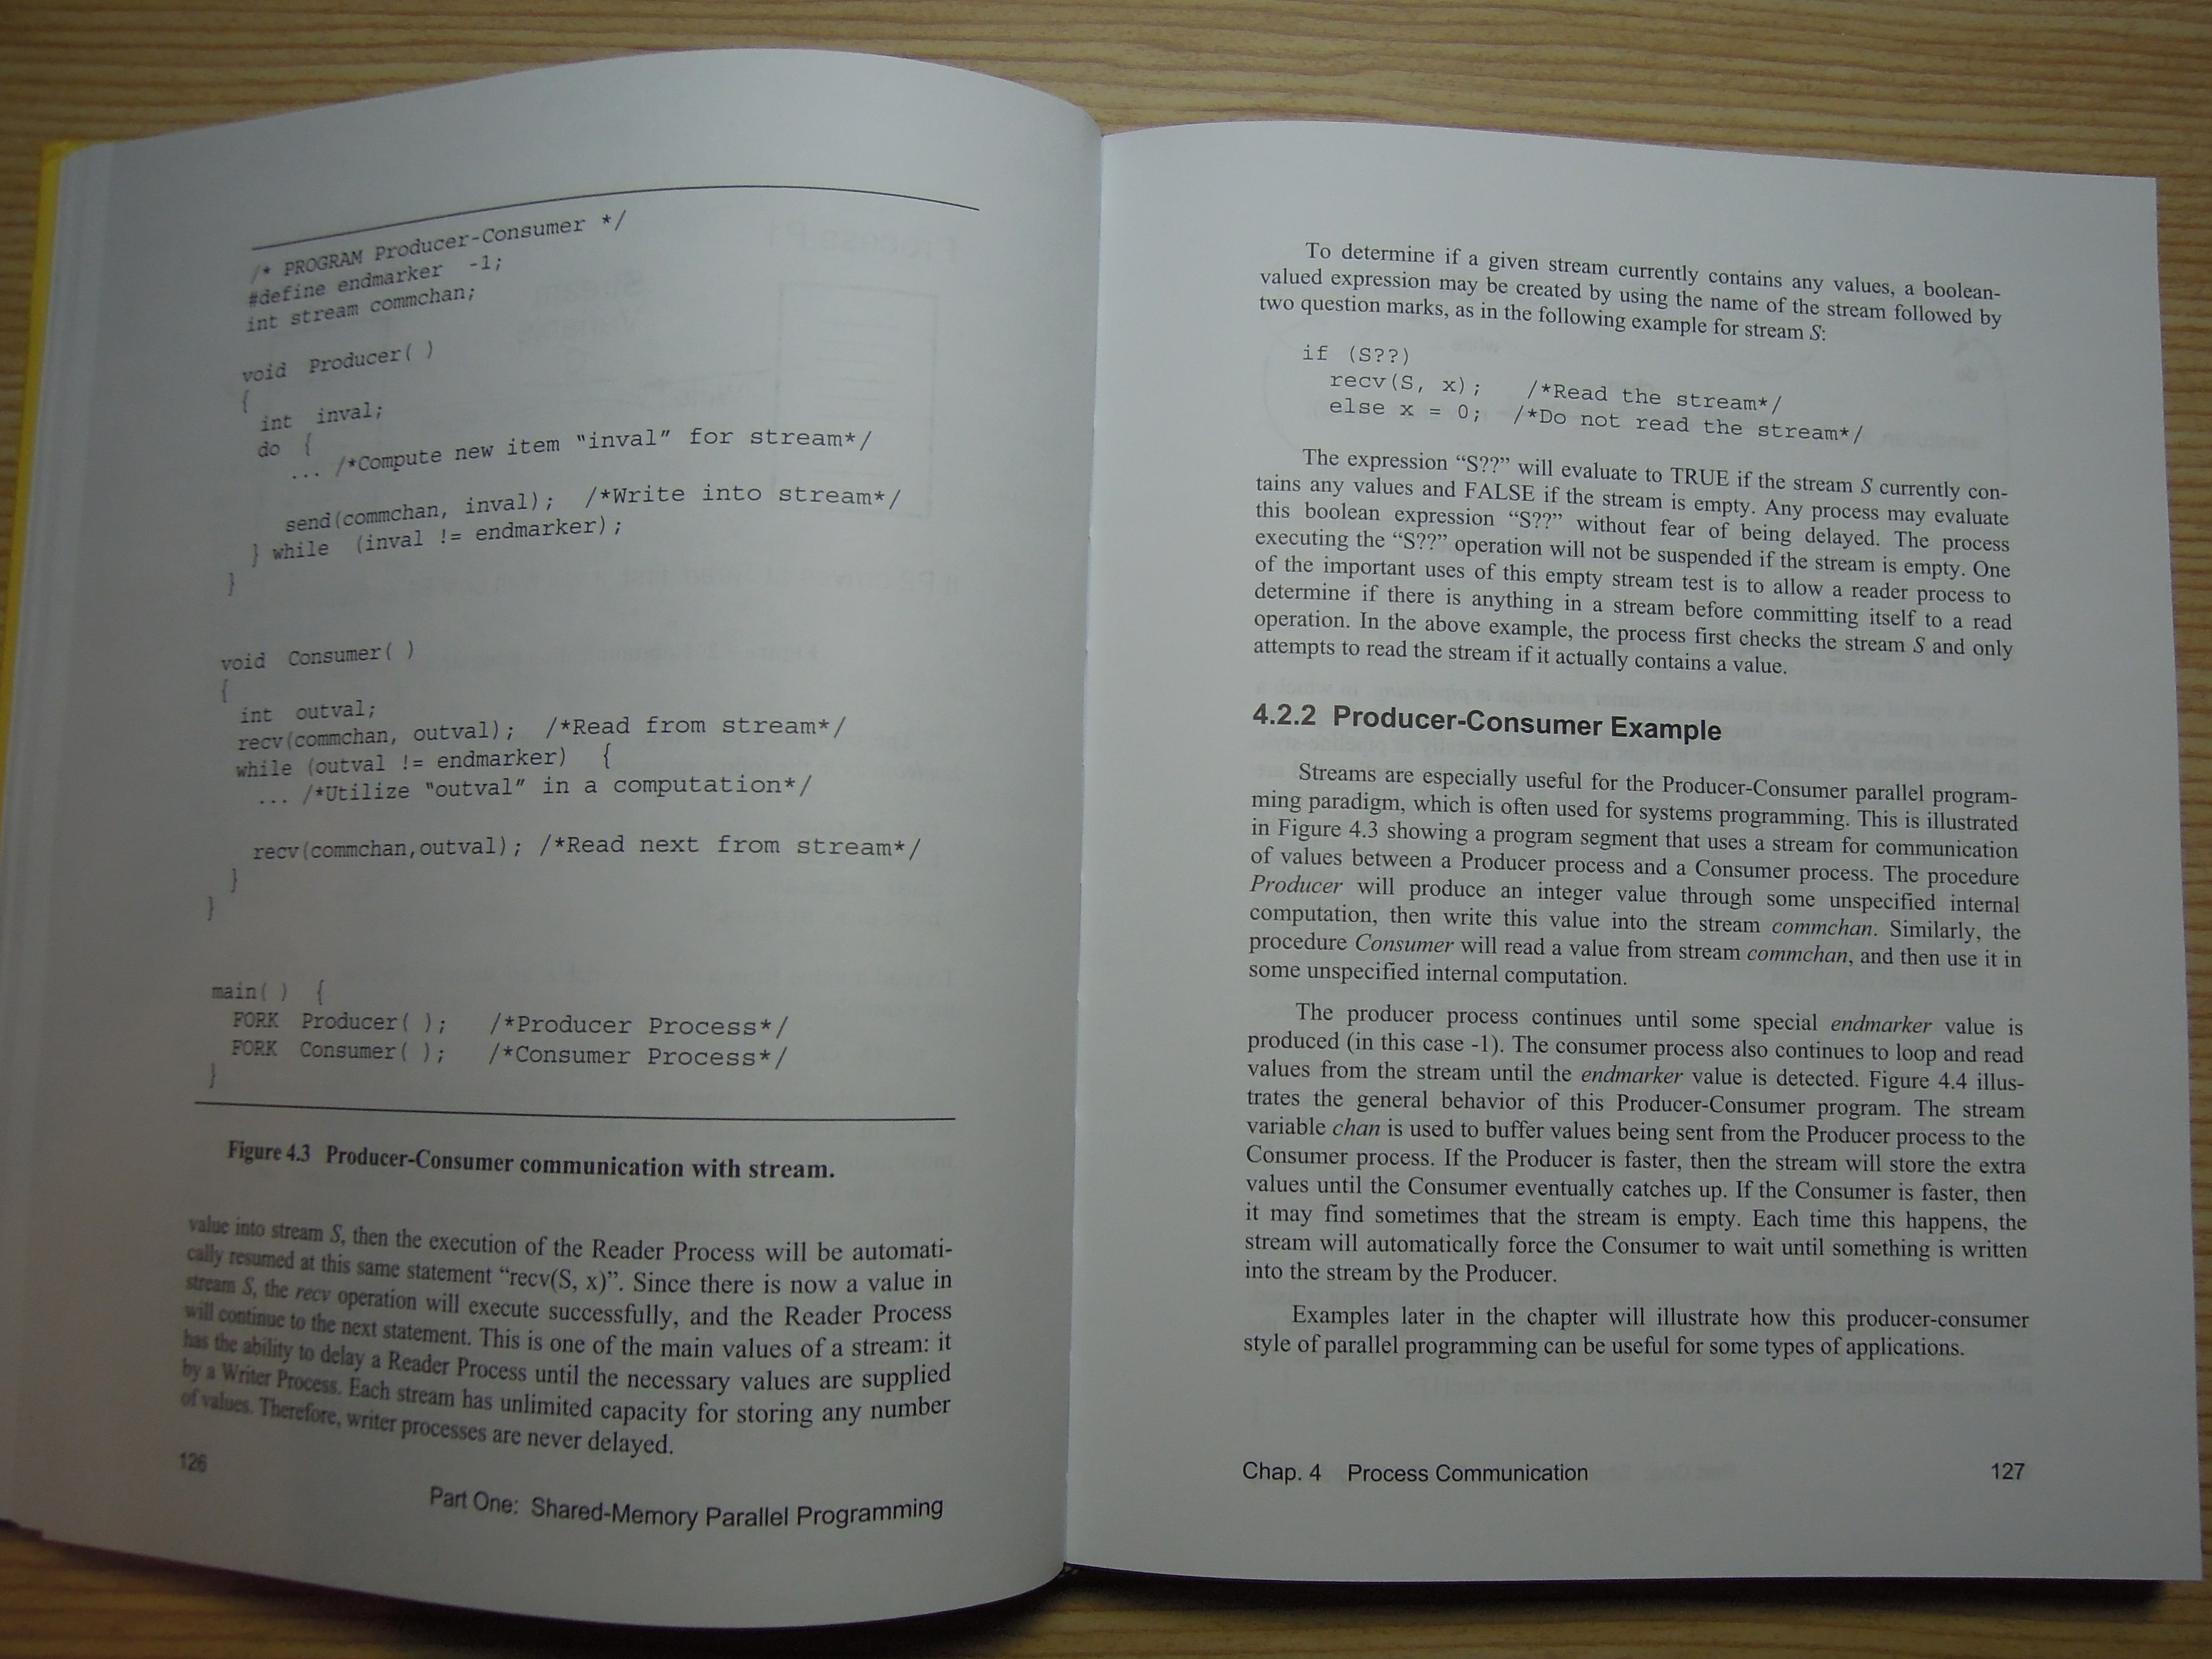 /* PROGRAM Producer-Consumer */
#define endmarker -1;
int stream commchan;
void Producer( )
{
int inval;
do {
... /*Compute new item "inval" for stream*/
send(commchan, inval); /*Write into stream*/
} while (inval != endmarker);
}
void Consumer( )
{
int outval;
recv(commchan, outval); /*Read from stream*/
while (outval != endmarker) {
... /*Utilize "outval" in a computation*/
recv(commchan,outval); /*Read next from stream*/
}
}
main( ) {
FORK Producer( ); /*Producer Process*/
FORK Consumer( ); /*Consumer Process*/
}
Figure 4.3 Producer-Consumer communication with stream.
value into stream S, then the execution of the Reader Process will be automati-
cally resumed at this same statement “recv(S, x)”. Since there is now a value in
stream S, the recv operation will execute successfully, and the Reader Process
will continue to the next statement. This is one of the main values of a stream: it
has the ability to delay a Reader Process until the necessary values are supplied
by a Writer Process. Each stream has unlimited capacity for storing any number
of values. Therefore, writer processes are never delayed.
126
Part One: Shared-Memory Parallel Programming
To determine if a given stream currently contains any values, a boolean-
valued expression may be created by using the name of the stream followed by
two question marks, as in the following example for stream S:
if (S??)
recv(S, x); /*Read the stream*/
else x = 0; /*Do not read the stream*/
The expression “S??” will evaluate to TRUE if the stream S currently con-
tains any values and FALSE if the stream is empty. Any process may evaluate
this boolean expression “S??” without fear of being delayed. The process
executing the “S??” operation will not be suspended if the stream is empty. One
of the important uses of this empty stream test is to allow a reader process to
determine if there is anything in a stream before committing itself to a read
operation. In the above example, the process first checks the stream S and only
attempts to read the stream if it actually contains a value.
4.2.2 Producer-Consumer Example
Streams are especially useful for the Producer-Consumer parallel program-
ming paradigm, which is often used for systems programming. This is illustrated
in Figure 4.3 showing a program segment that uses a stream for communication
of values between a Producer process and a Consumer process. The procedure
Producer will produce an integer value through some unspecified internal
computation, then write this value into the stream commchan. Similarly, the
procedure Consumer will read a value from stream commchan, and then use it in
some unspecified internal computation.
The producer process continues until some special endmarker value is
produced (in this case -1). The consumer process also continues to loop and read
values from the stream until the endmarker value is detected. Figure 4.4 illus-
trates the general behavior of this Producer-Consumer program. The stream
variable chan is used to buffer values being sent from the Producer process to the
Consumer process. If the Producer is faster, then the stream will store the extra
values until the Consumer eventually catches up. If the Consumer is faster, then
it may find sometimes that the stream is empty. Each time this happens, the
stream will automatically force the Consumer to wait until something is written
into the stream by the Producer.
Examples later in the chapter will illustrate how this producer-consumer
style of parallel programming can be useful for some types of applications.
Chap. 4 Process Communication
127